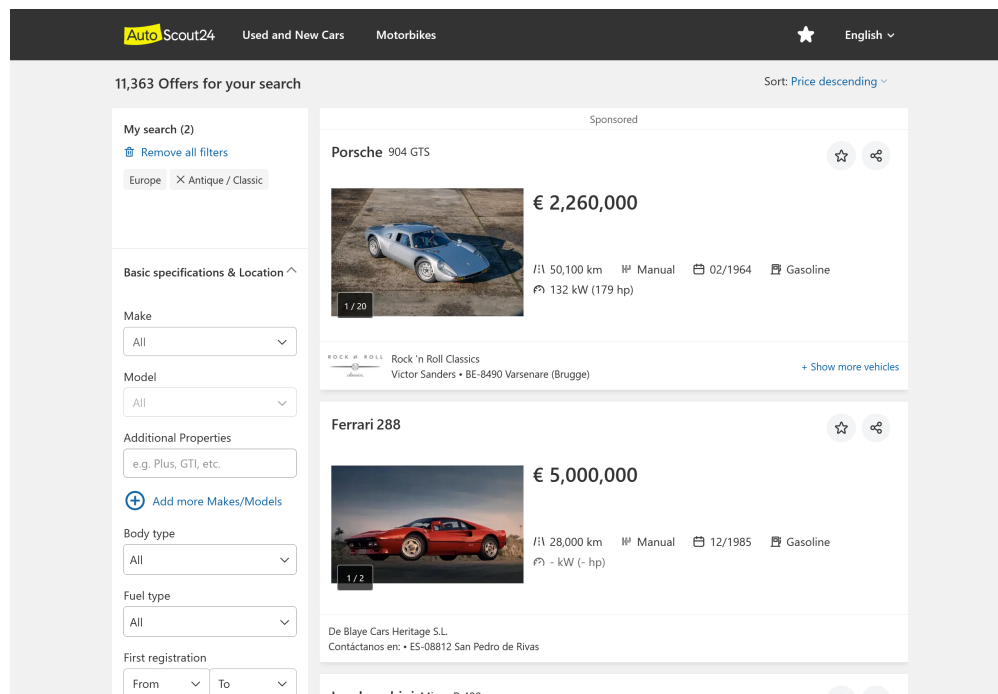 AutoScout24 Used and New Cars Motorbikes English
11,363 Offers for your search
Sort: Price descending
My search (2)
Remove all filters
Europe Antique / Classic
Basic specifications & Location
Make
All
Model
All
Additional Properties
e.g. Plus, GTI, etc.
Add more Makes/Models
Body type
All
Fuel type
All
First registration
From To
Sponsored
Porsche 904 GTS
€ 2,260,000
50,100 km Manual 02/1964 Gasoline
132 kW (179 hp)
1 / 20
ROCK N ROLL
classics
Rock 'n Roll Classics
Victor Sanders • BE-8490 Varsenare (Brugge)
+ Show more vehicles
Ferrari 288
€ 5,000,000
28,000 km Manual 12/1985 Gasoline
- kW (- hp)
1 / 2
De Blaye Cars Heritage S.L.
Contáctanos en: • ES-08812 San Pedro de Rivas